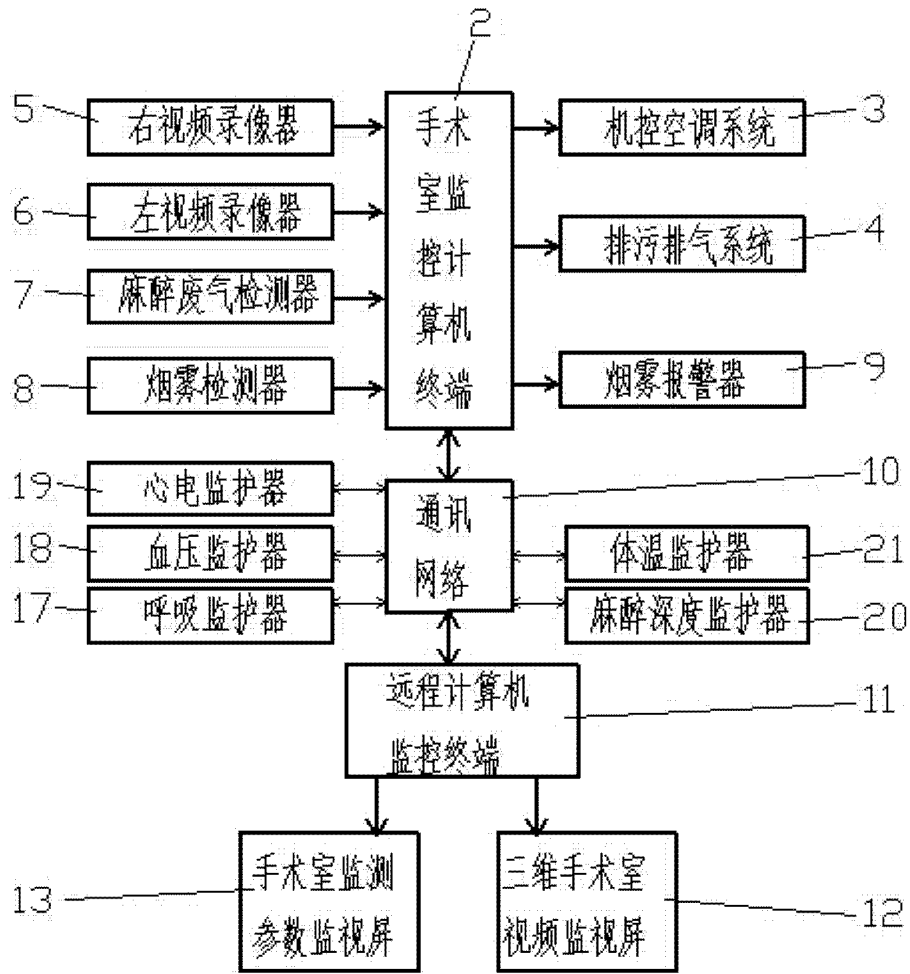 2
5
右视频录像器
手术
机控空调系统
3
6
左视频录像器
室监
排污排气系统
4
7
麻醉废气检测器
控计
算机
8
烟雾检测器
终端
烟雾报警器
9
19
心电监护器
通讯
10
18
血压监护器
网络
体温监护器
21
17
呼吸监护器
麻醉深度监护器
20
远程计算机
11
监控终端
13
手术室监测
参数监视屏
三维手术室
视频监视屏
12